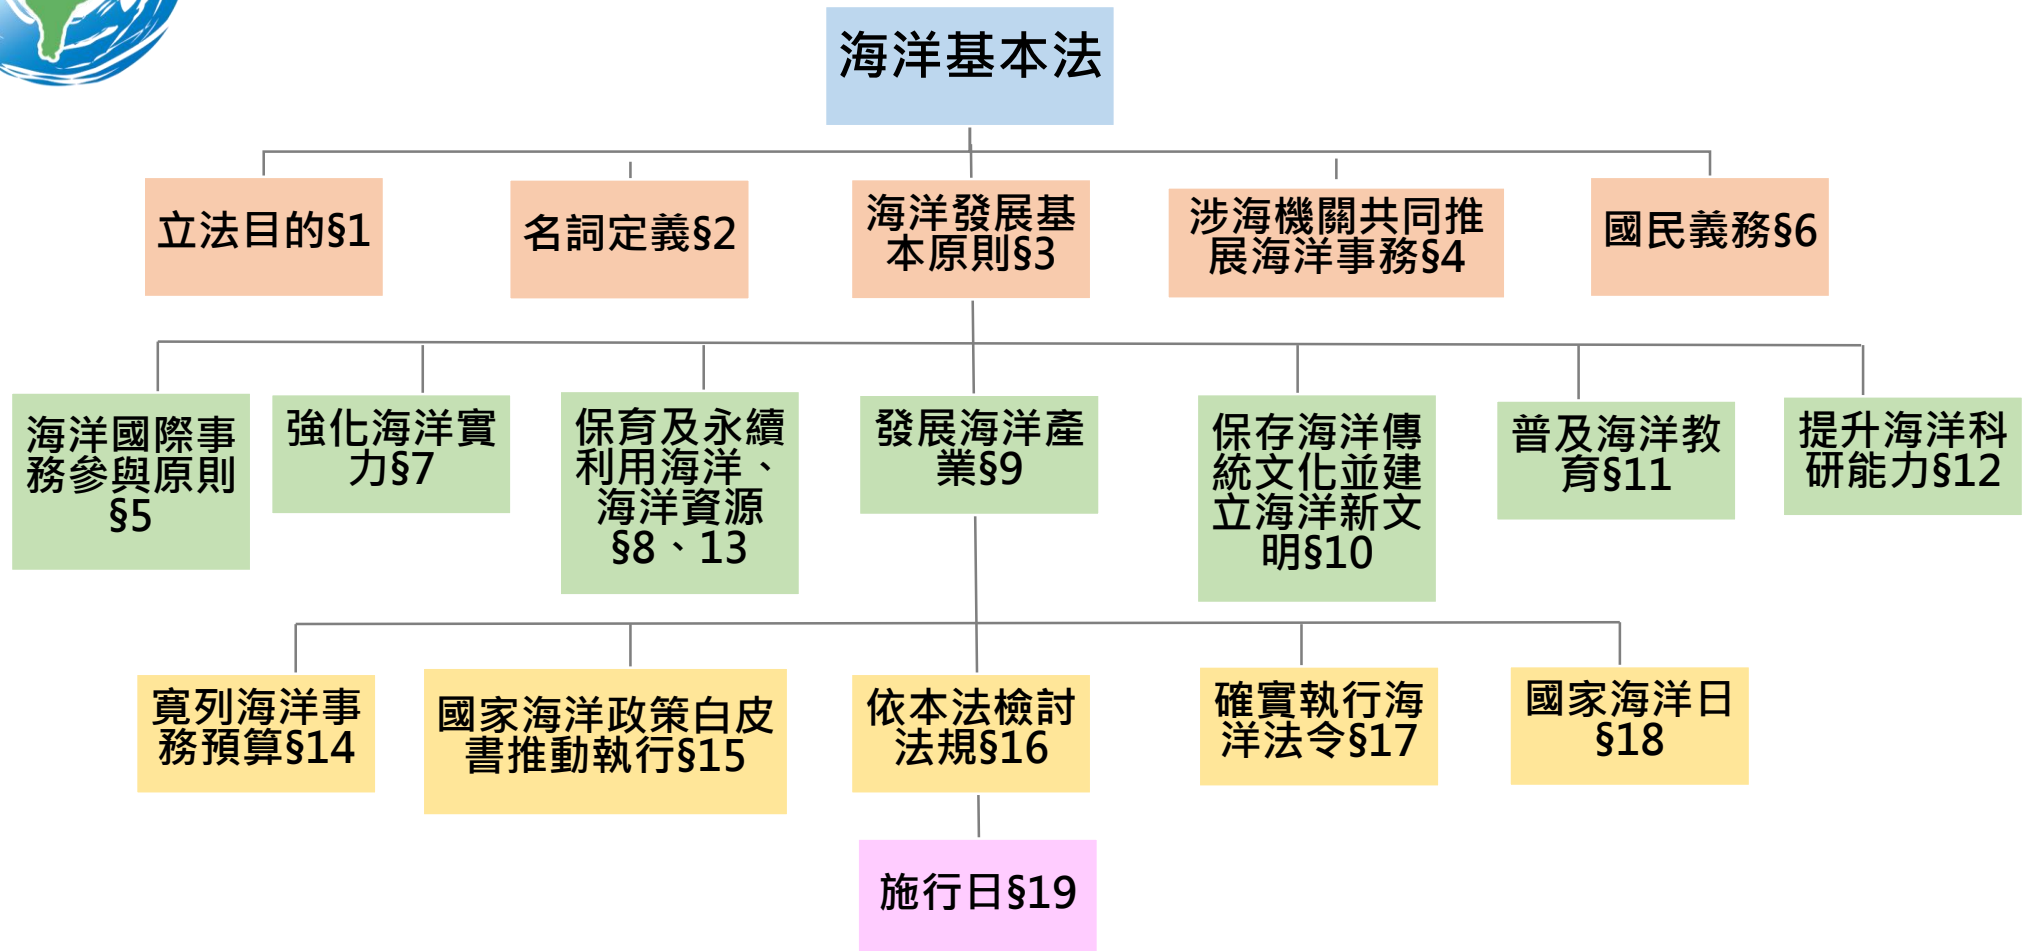 海洋基本法
立法目的§1
名詞定義§2
海洋發展基
本原則§3
涉海機關共同推
展海洋事務§4
國民義務§6
海洋國際事
務參與原則
§5
強化海洋實
力§7
保育及永續
利用海洋、
海洋資源
§8、13
發展海洋產
業§9
保存海洋傳
統文化並建
立海洋新文
明§10
普及海洋教
育§11
提升海洋科
研能力§12
寬列海洋事
務預算§14
國家海洋政策白皮
書推動執行§15
依本法檢討
法規§16
確實執行海
洋法令§17
國家海洋日
§18
施行日§19